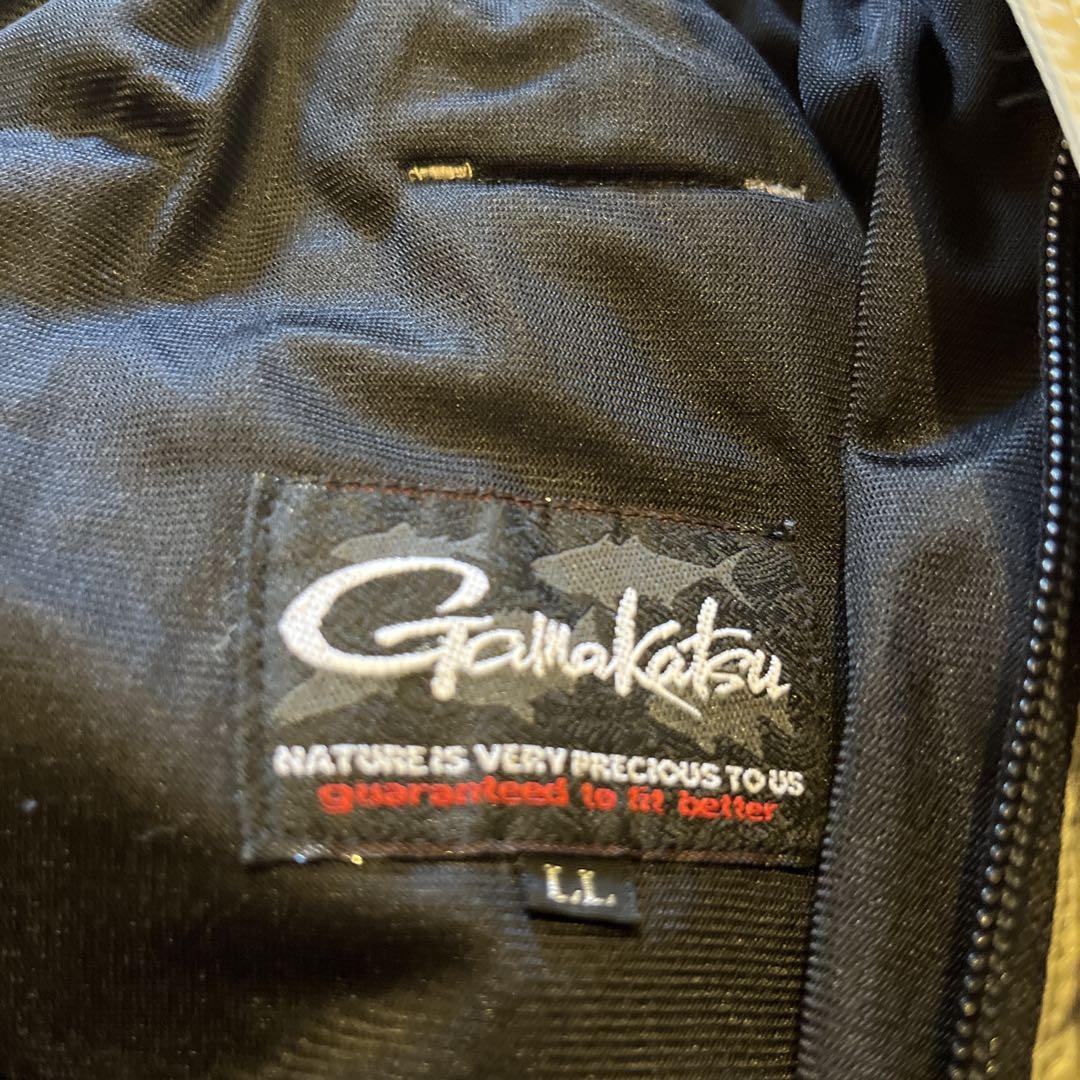 Gamakatsu
NATURE IS VERY PRECIOUS TO US
guaranteed to fit better
LL